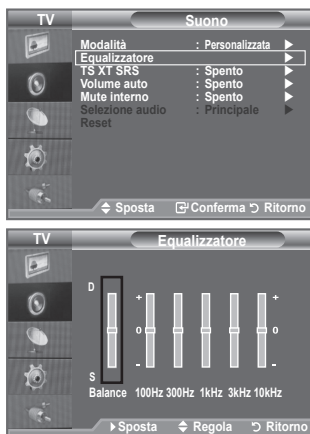 TV Suono
Modalità : Personalizzata
Equalizzatore
TS XT SRS : Spento
Volume auto : Spento
Mute interno : Spento
Selezione audio : Principale
Reset
Sposta Conferma Ritorno
TV Equalizzatore
D
+ +
0 0
- -
S
Balance 100Hz 300Hz 1kHz 3kHz 10kHz
Sposta Regola Ritorno